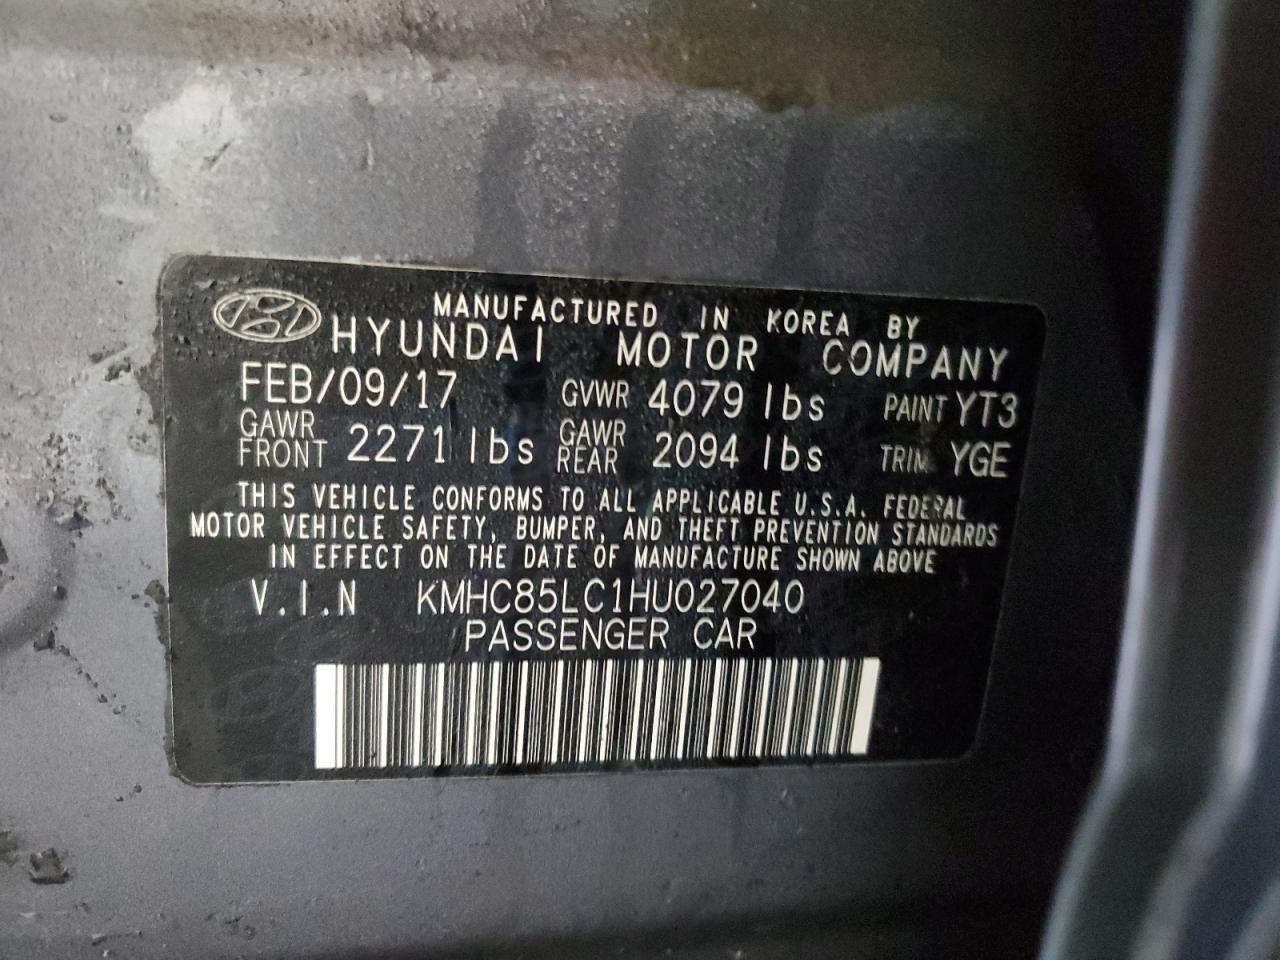 MANUFACTURED IN KOREA BY
HYUNDAI MOTOR COMPANY
FEB/09/17 GVWR 4079 lbs PAINT YT3
GAWR FRONT 2271 lbs GAWR REAR 2094 lbs TRIM YGE
THIS VEHICLE CONFORMS TO ALL APPLICABLE U.S.A. FEDERAL
MOTOR VEHICLE SAFETY, BUMPER, AND THEFT PREVENTION STANDARDS
IN EFFECT ON THE DATE OF MANUFACTURE SHOWN ABOVE
V.I.N KMHC85LC1HU027040
PASSENGER CAR